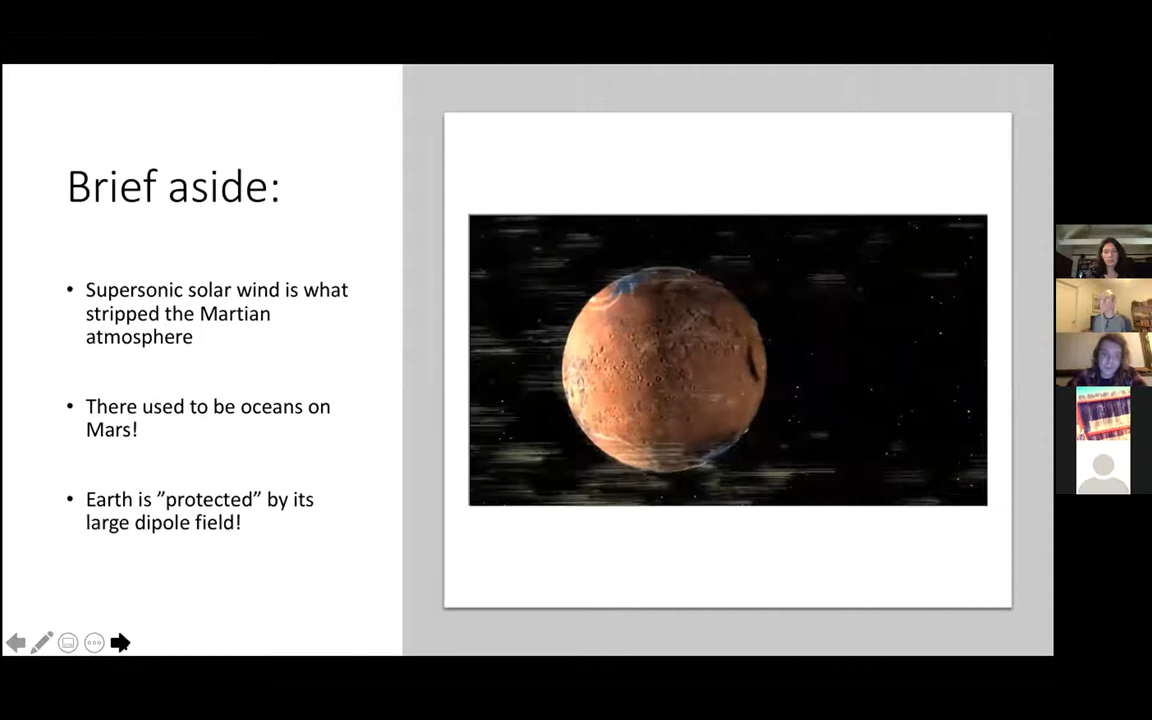 Brief aside:
• Supersonic solar wind is what
stripped the Martian
atmosphere
• There used to be oceans on
Mars!
• Earth is ”protected” by its
large dipole field!